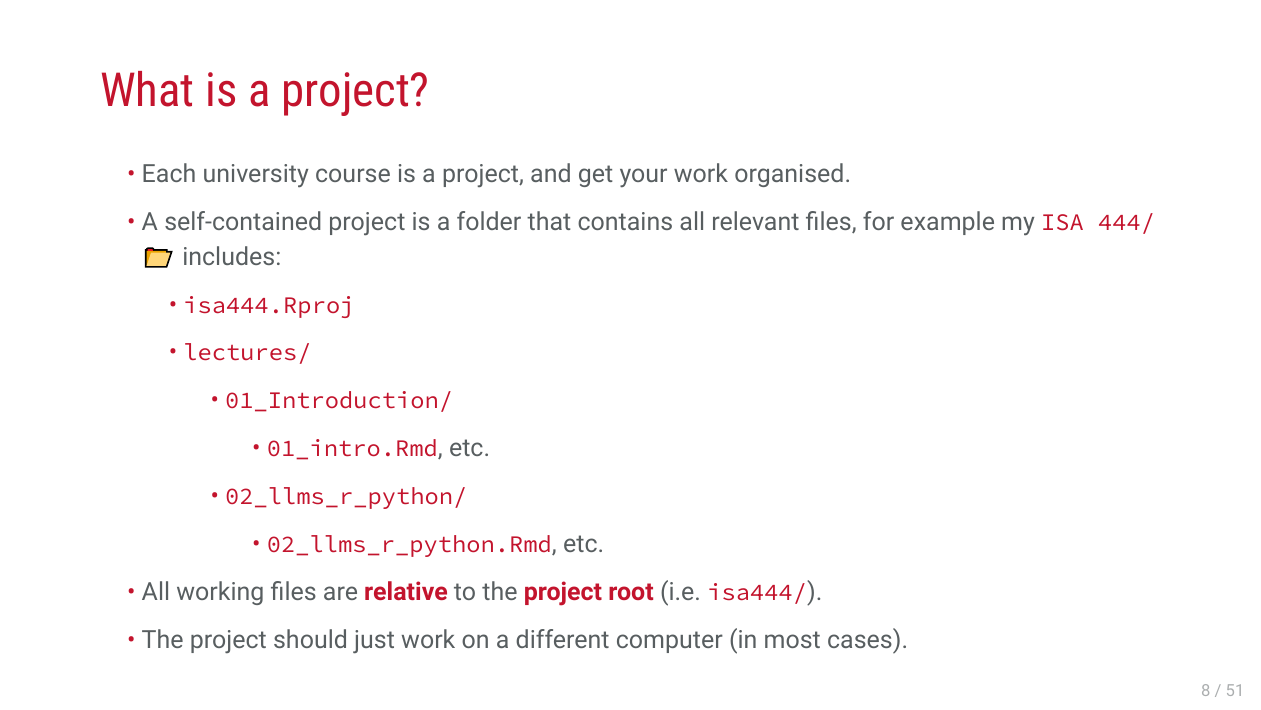 What is a project?
• Each university course is a project, and get your work organised.
• A self-contained project is a folder that contains all relevant files, for example my ISA 444/
includes:
• isa444.Rproj
• lectures/
• 01_Introduction/
• 01_intro.Rmd, etc.
• 02_llms_r_python/
• 02_llms_r_python.Rmd, etc.
• All working files are relative to the project root (i.e. isa444/).
• The project should just work on a different computer (in most cases).
8 / 51